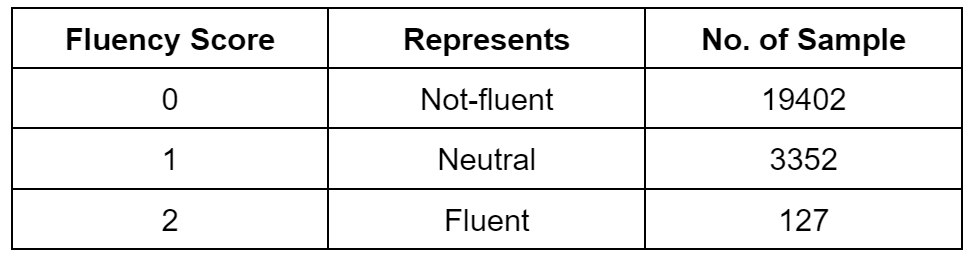 Fluency Score Represents No. of Sample
0 Not-fluent 19402
1 Neutral 3352
2 Fluent 127